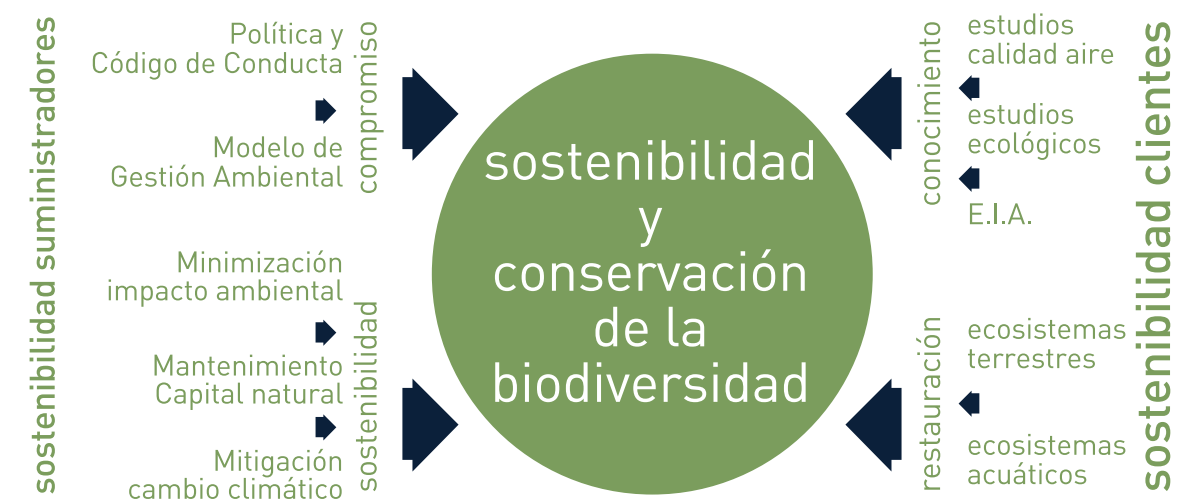 sostenibilidad suministradores
Política y
Código de Conducta
Modelo de
Gestión Ambiental
compromiso
Minimización
impacto ambiental
Mantenimiento
Capital natural
Mitigación
cambio climático
sostenibilidad
sostenibilidad
y
conservación
de la
biodiversidad
conocimiento
estudios
calidad aire
estudios
ecológicos
E.I.A.
restauración
ecosistemas
terrestres
ecosistemas
acuáticos
sostenibilidad clientes